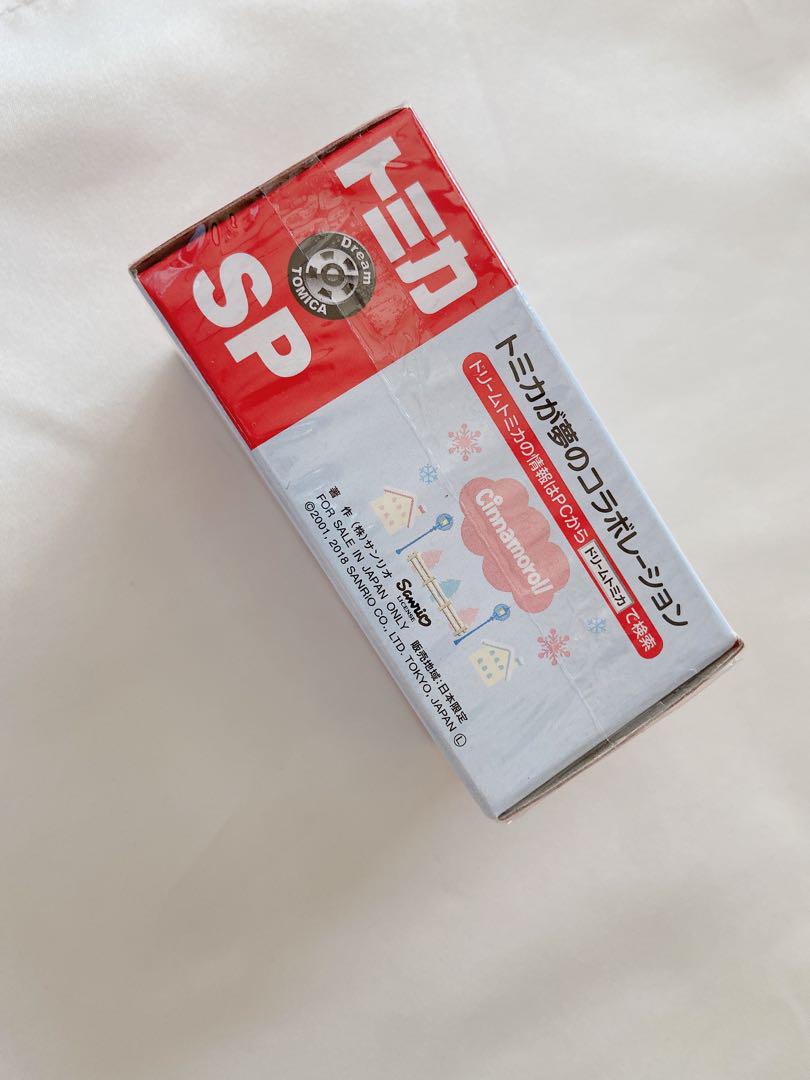 トミカ
Dream
TOMICA
SP
トミカが夢のコラボレーション
ドリームトミカの情報はPCから ドリームトミカ で検索
Cinnamoroll
著 作 (株)サンリオ
Sanrio
LICENSE
FOR SALE IN JAPAN ONLY 販売地域:日本限定
©2001, 2018 SANRIO CO., LTD. TOKYO, JAPAN Ⓛ